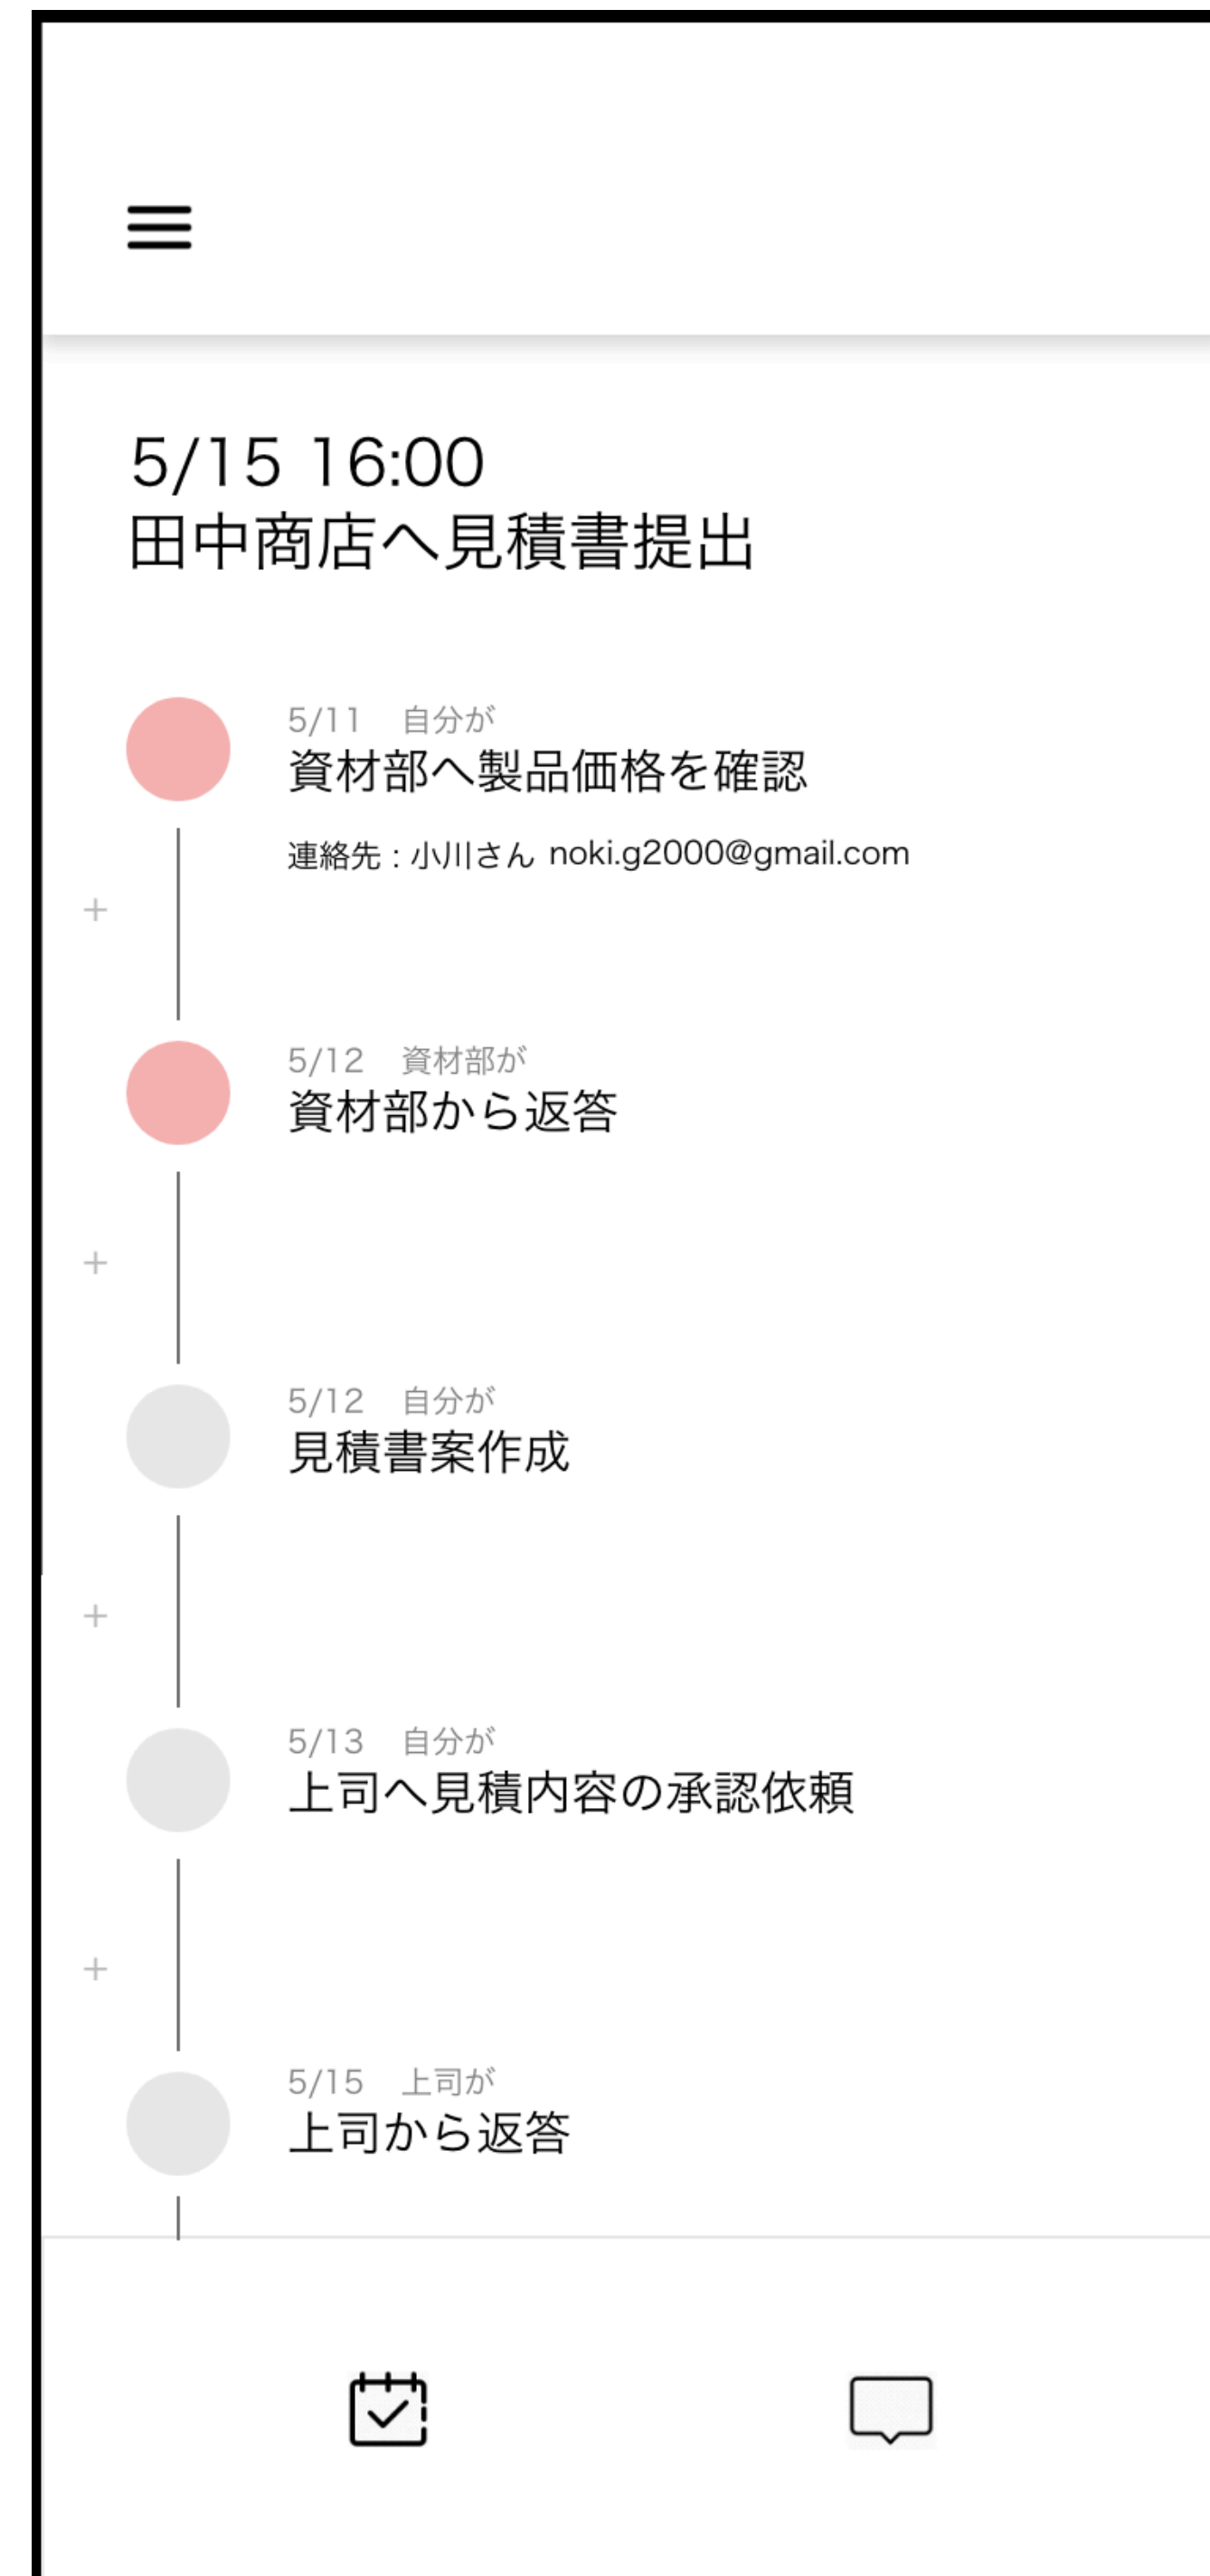 5/15 16:00
田中商店へ見積書提出
5/11　自分が
資材部へ製品価格を確認
連絡先：小川さん noki.g2000@gmail.com
+
5/12　資材部が
資材部から返答
+
5/12　自分が
見積書案作成
+
5/13　自分が
上司へ見積内容の承認依頼
+
5/15　上司が
上司から返答